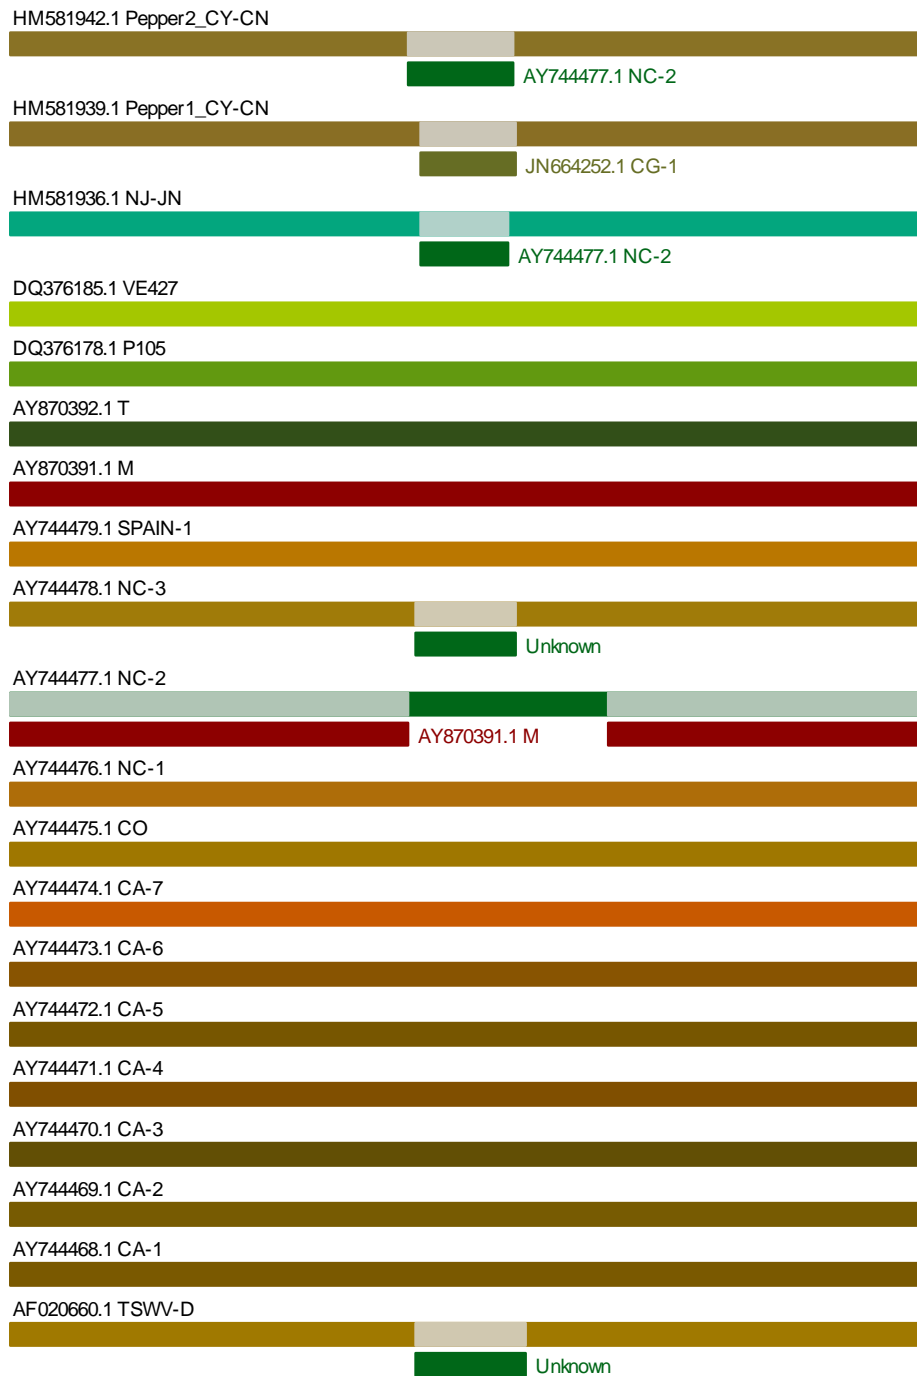 HM581942.1 Pepper2_CY-CN
AY744477.1 NC-2
HM581939.1 Pepper1_CY-CN
JN664252.1 CG-1
HM581936.1 NJ-JN
AY744477.1 NC-2
DQ376185.1 VE427
DQ376178.1 P105
AY870392.1 T
AY870391.1 M
AY744479.1 SPAIN-1
AY744478.1 NC-3
Unknown
AY744477.1 NC-2
AY870391.1 M
AY744476.1 NC-1
AY744475.1 CO
AY744474.1 CA-7
AY744473.1 CA-6
AY744472.1 CA-5
AY744471.1 CA-4
AY744470.1 CA-3
AY744469.1 CA-2
AY744468.1 CA-1
AF020660.1 TSWV-D
Unknown